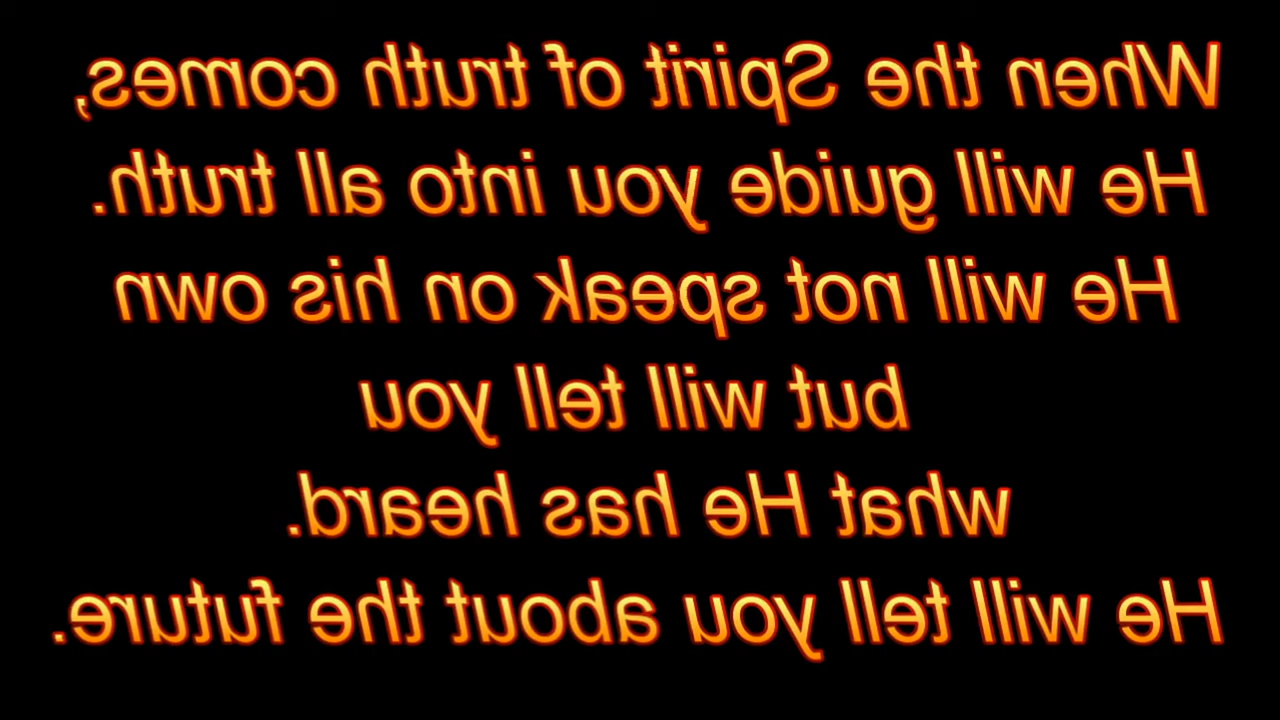 When the Spirit of truth comes,
He will guide you into all truth.
He will not speak on his own
but will tell you
what He has heard.
He will tell you about the future.